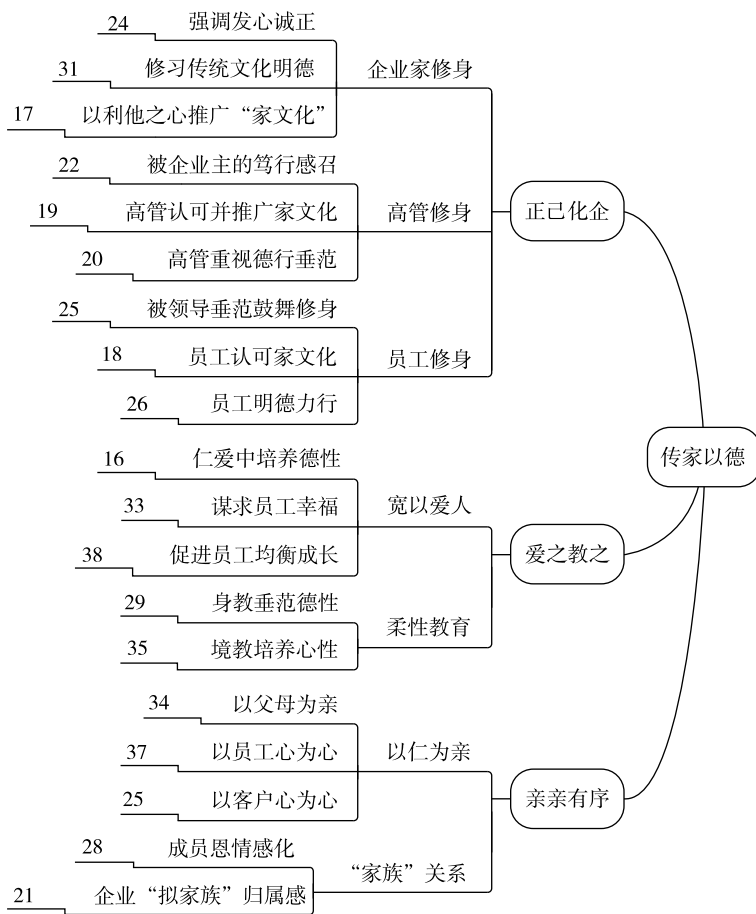 24 强调发心诚正
31 修习传统文化明德 企业家修身
17 以利他之心推广“家文化”
22 被企业主的笃行感召
19 高管认可并推广家文化 高管修身 正己化企
20 高管重视德行垂范
25 被领导垂范鼓舞修身
18 员工认可家文化 员工修身
26 员工明德力行
传家以德
16 仁爱中培养德性
33 谋求员工幸福 宽以爱人
38 促进员工均衡成长 爱之教之
29 身教垂范德性
柔性教育
35 境教培养心性
34 以父母为亲
37 以员工心为心 以仁为亲
25 以客户心为心 亲亲有序
28 成员恩情感化
“家族”关系
21 企业“拟家族”归属感